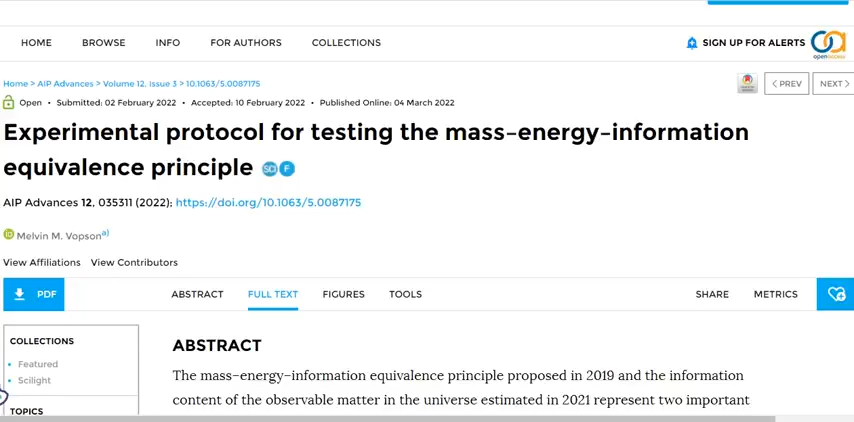 HOME BROWSE INFO FOR AUTHORS COLLECTIONS SIGN UP FOR ALERTS
openaccess
Home > AIP Advances > Volume 12, Issue 3 > 10.1063/5.0087175
< PREV NEXT >
Open • Submitted: 02 February 2022 • Accepted: 10 February 2022 • Published Online: 04 March 2022
Experimental protocol for testing the mass–energy–information
equivalence principle SCI F
AIP Advances 12, 035311 (2022); https://doi.org/10.1063/5.0087175
iD Melvin M. Vopson a)
View Affiliations View Contributors
PDF ABSTRACT FULL TEXT FIGURES TOOLS SHARE METRICS
COLLECTIONS
• Featured
• Scilight
TOPICS
ABSTRACT
The mass–energy–information equivalence principle proposed in 2019 and the information
content of the observable matter in the universe estimated in 2021 represent two important